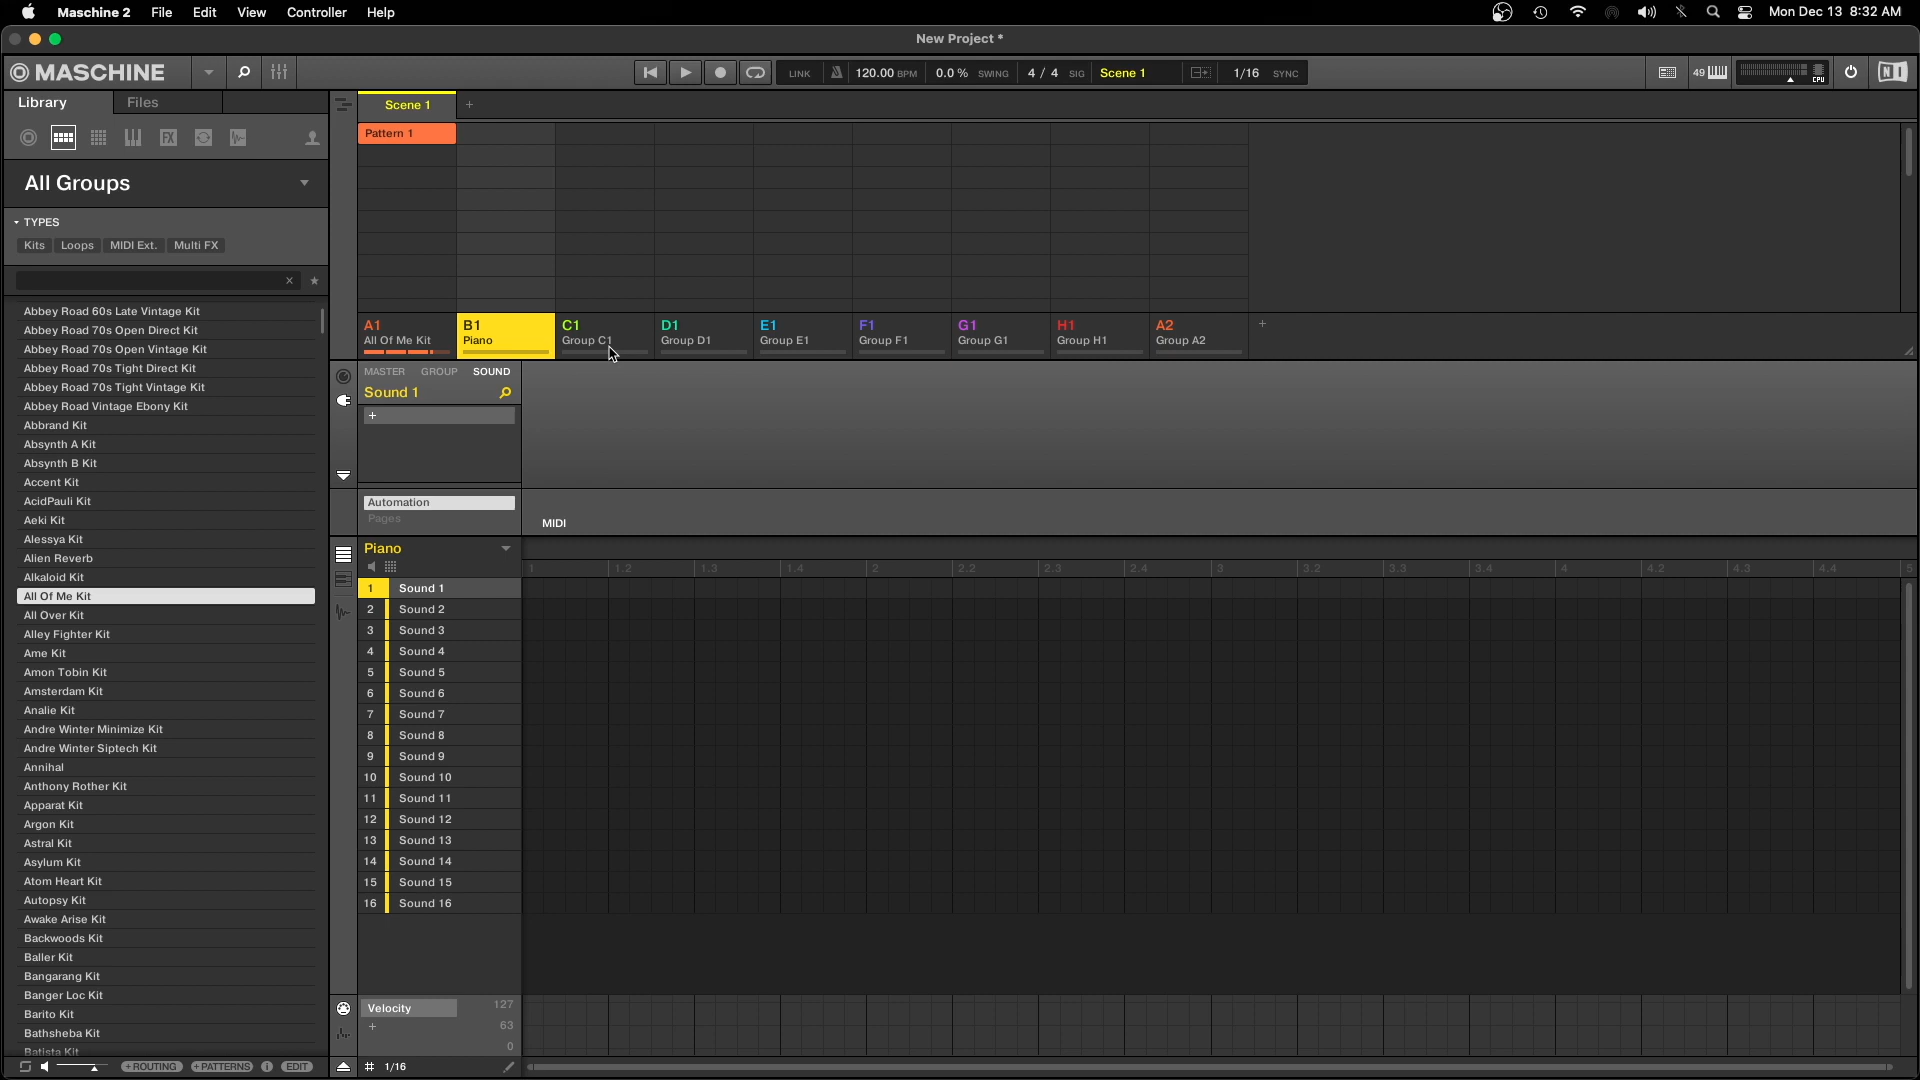 Maschine 2 File Edit View Controller Help Mon Dec 13 8:32 AM
New Project *
MASCHINE LINK 120.00 BPM 0.0 % SWING 4 / 4 SIG Scene 1 1/16 SYNC 49 CPU NI
Library Files
Scene 1 +
Pattern 1
All Groups
TYPES
Kits Loops MIDI Ext. Multi FX
FX
Abbey Road 60s Late Vintage Kit
Abbey Road 70s Open Direct Kit
Abbey Road 70s Open Vintage Kit
Abbey Road 70s Tight Direct Kit
Abbey Road 70s Tight Vintage Kit
Abbey Road Vintage Ebony Kit
Abbrand Kit
Absynth A Kit
Absynth B Kit
Accent Kit
AcidPauli Kit
Aeki Kit
Alessya Kit
Alien Reverb
Alkaloid Kit
All Of Me Kit
All Over Kit
Alley Fighter Kit
Ame Kit
Amon Tobin Kit
Amsterdam Kit
Analie Kit
Andre Winter Minimize Kit
Andre Winter Siptech Kit
Annihal
Anthony Rother Kit
Apparat Kit
Argon Kit
Astral Kit
Asylum Kit
Atom Heart Kit
Autopsy Kit
Awake Arise Kit
Backwoods Kit
Baller Kit
Bangarang Kit
Banger Loc Kit
Barito Kit
Bathsheba Kit
Batista Kit
+ROUTING +PATTERNS i EDIT
A1 B1 C1 D1 E1 F1 G1 H1 A2 +
All Of Me Kit Piano Group C1 Group D1 Group E1 Group F1 Group G1 Group H1 Group A2
MASTER GROUP SOUND
Sound 1
+
Automation
Pages
MIDI
Piano
1 1.2 1.3 1.4 2 2.2 2.3 2.4 3 3.2 3.3 3.4 4 4.2 4.3 4.4 5
1 Sound 1
2 Sound 2
3 Sound 3
4 Sound 4
5 Sound 5
6 Sound 6
7 Sound 7
8 Sound 8
9 Sound 9
10 Sound 10
11 Sound 11
12 Sound 12
13 Sound 13
14 Sound 14
15 Sound 15
16 Sound 16
Velocity 127
+ 63
0
# 1/16